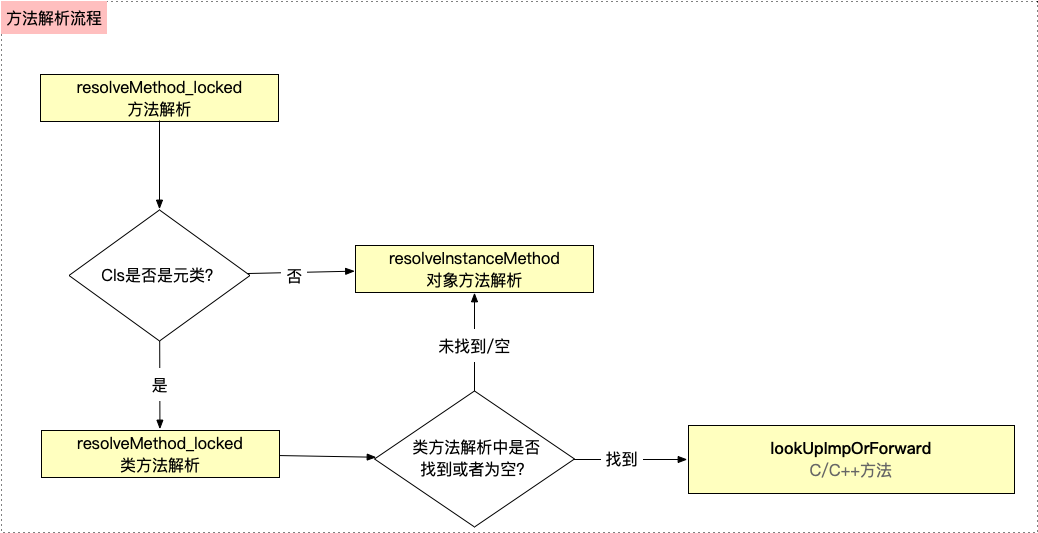 方法解析流程
resolveMethod_locked
方法解析
Cls是否是元类?
否
resolveInstanceMethod
对象方法解析
未找到/空
是
resolveMethod_locked
类方法解析
类方法解析中是否
找到或者为空?
找到
lookUpImpOrForward
C/C++方法